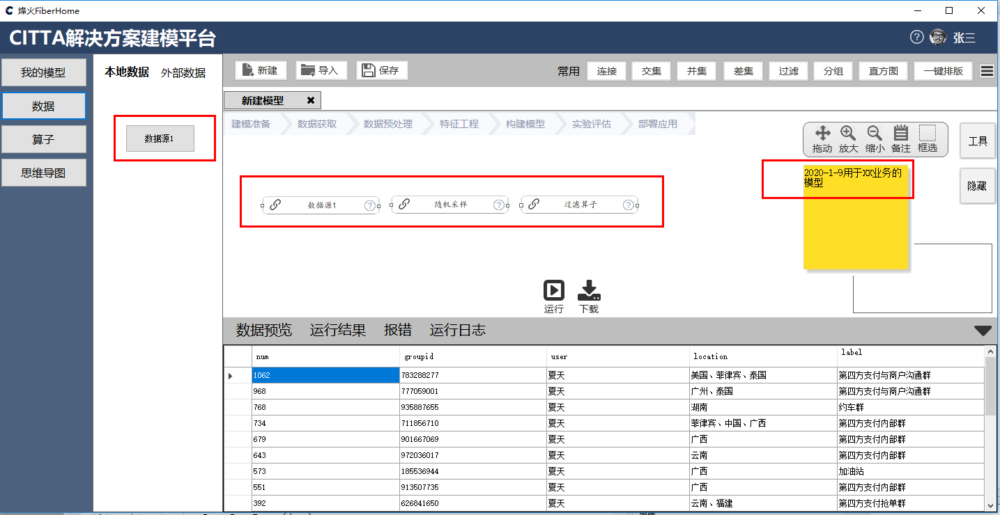 烽火FiberHome
CITTA解决方案建模平台
张三
我的模型
数据
算子
思维导图
本地数据 外部数据
数据源1
新建 导入 保存
常用 连接 交集 并集 差集 过滤 分组 直方图 一键排版
新建模型
建模准备 数据获取 数据预处理 特征工程 构建模型 实验评估 部署应用
拖动 放大 缩小 备注 框选
工具
隐藏
2020-1-9用于XX业务的
模型
数据源1 随机采样 过滤算子
运行 下载
数据预览 运行结果 报错 运行日志
num groupid user location label
1062 783288277 夏天 美国、菲律宾、泰国 第四方支付与商户沟通群
968 777059001 夏天 广州、泰国 第四方支付与商户沟通群
768 935887655 夏天 湖南 约车群
734 711856710 夏天 菲律宾、中国、广西 第四方支付内部群
679 901667069 夏天 广西 第四方支付内部群
643 972036017 夏天 云南 第四方支付内部群
573 185536944 夏天 广西 加油站
551 913507735 夏天 广西 第四方支付内部群
392 626841650 夏天 云南、福建 第四方支付抢单群